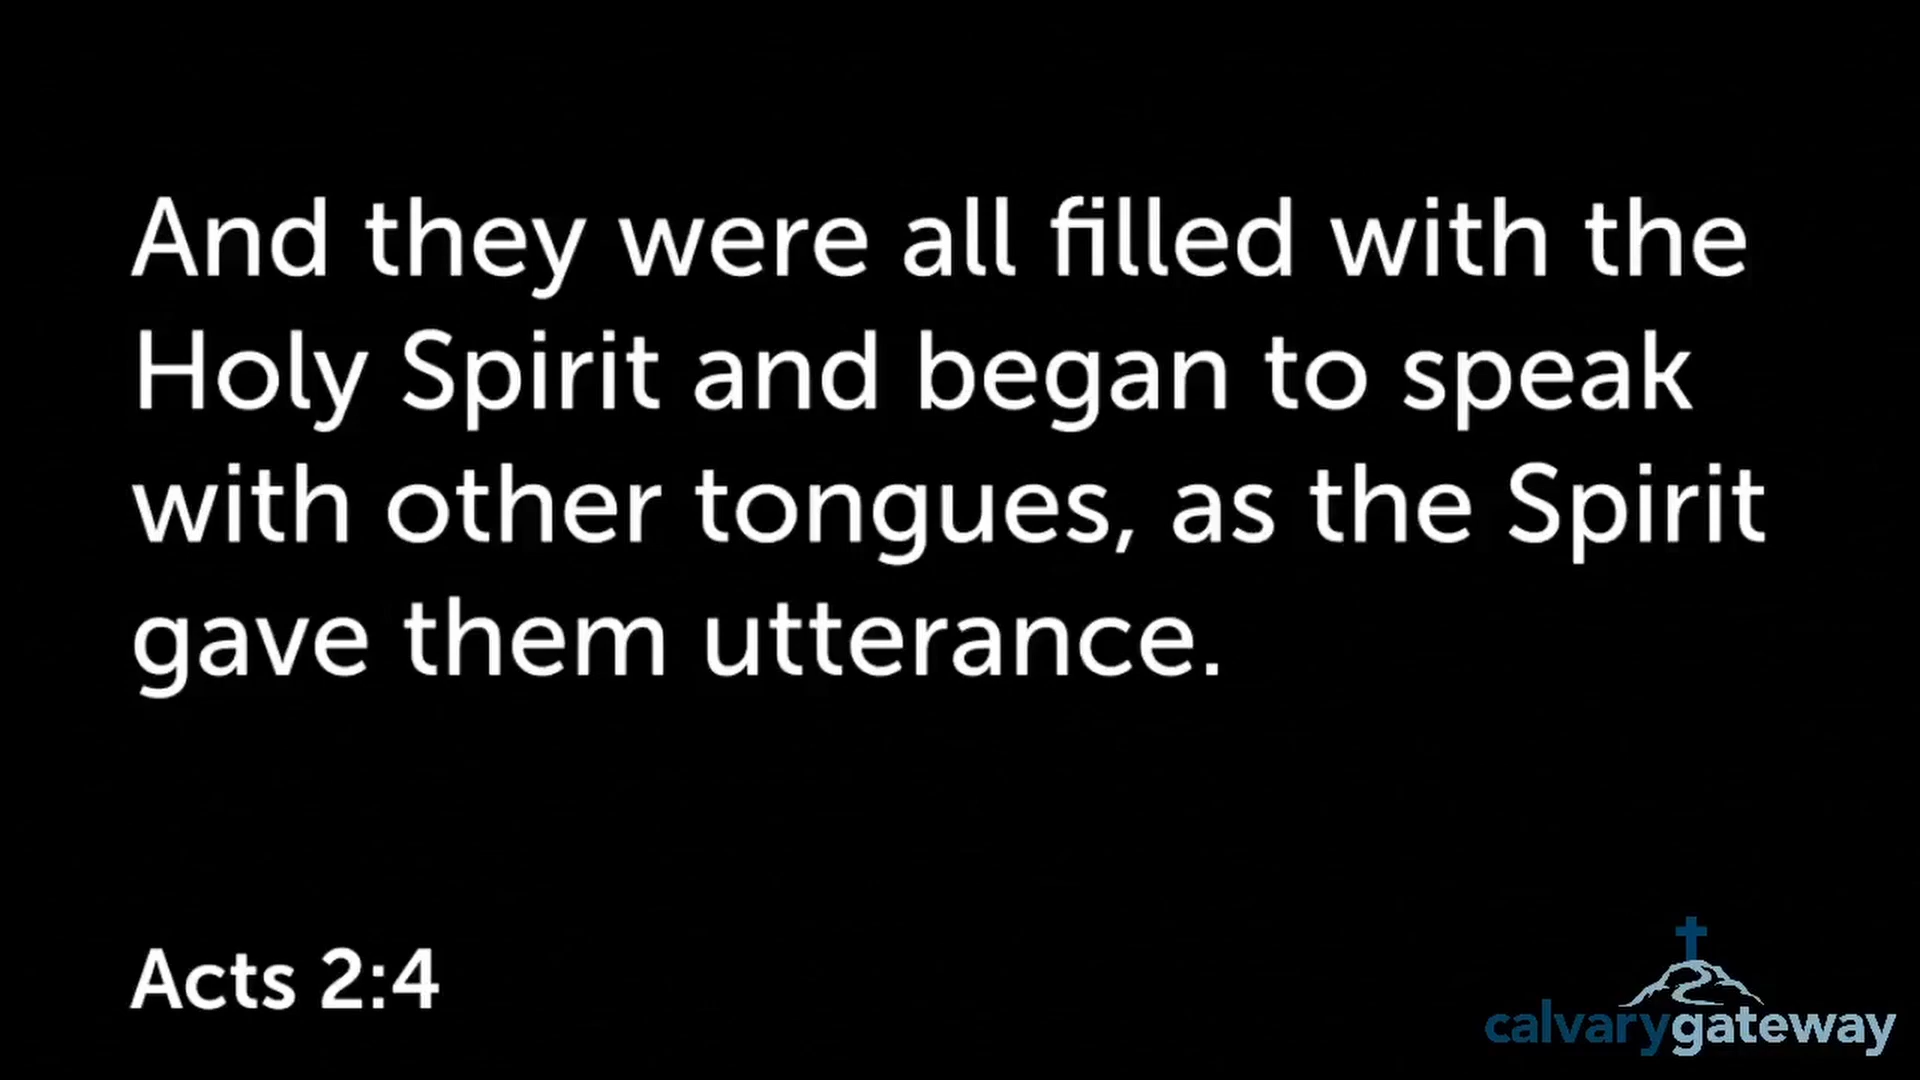 And they were all filled with the
Holy Spirit and began to speak
with other tongues, as the Spirit
gave them utterance.
Acts 2:4
calvarygateway